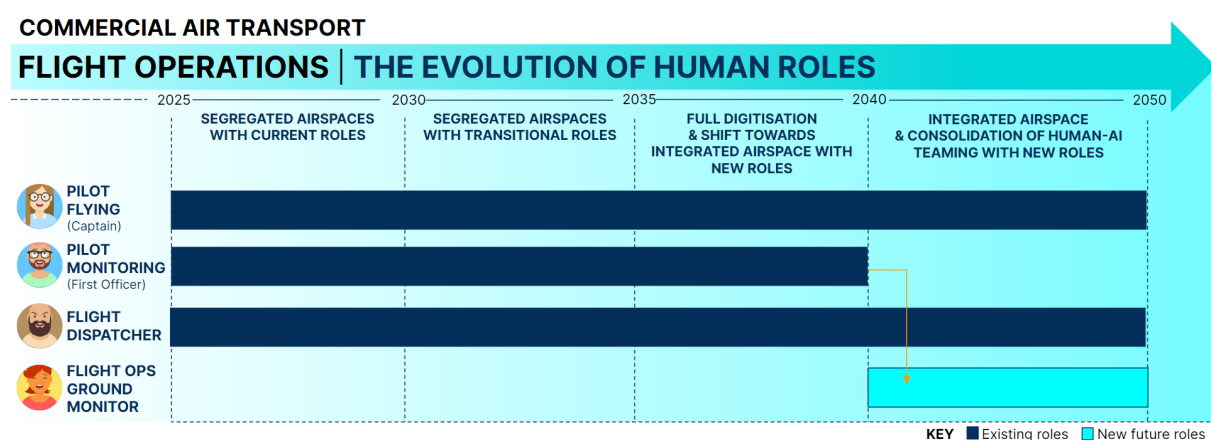 COMMERCIAL AIR TRANSPORT
FLIGHT OPERATIONS | THE EVOLUTION OF HUMAN ROLES
2025 2030 2035 2040 2050
SEGREGATED AIRSPACES
WITH CURRENT ROLES
SEGREGATED AIRSPACES
WITH TRANSITIONAL ROLES
FULL DIGITISATION
& SHIFT TOWARDS
INTEGRATED AIRSPACE WITH
NEW ROLES
INTEGRATED AIRSPACE
& CONSOLIDATION OF HUMAN-AI
TEAMING WITH NEW ROLES
PILOT
FLYING
(Captain)
PILOT
MONITORING
(First Officer)
FLIGHT
DISPATCHER
FLIGHT OPS
GROUND
MONITOR
KEY Existing roles New future roles